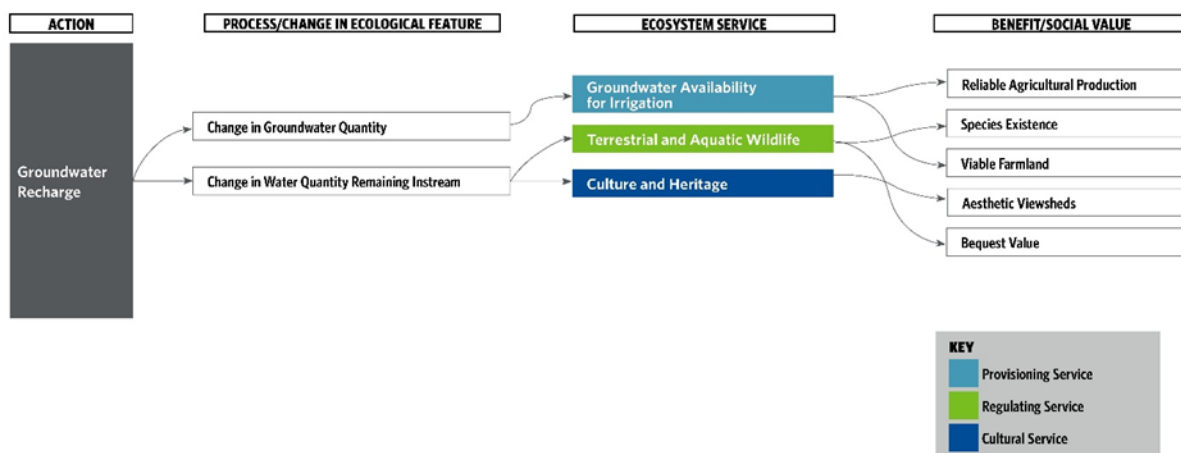 ACTION
PROCESS/CHANGE IN ECOLOGICAL FEATURE
ECOSYSTEM SERVICE
BENEFIT/SOCIAL VALUE
Groundwater
Recharge
Change in Groundwater Quantity
Change in Water Quantity Remaining Instream
Groundwater Availability
for Irrigation
Terrestrial and Aquatic Wildlife
Culture and Heritage
Reliable Agricultural Production
Species Existence
Viable Farmland
Aesthetic Viewsheds
Bequest Value
KEY
Provisioning Service
Regulating Service
Cultural Service